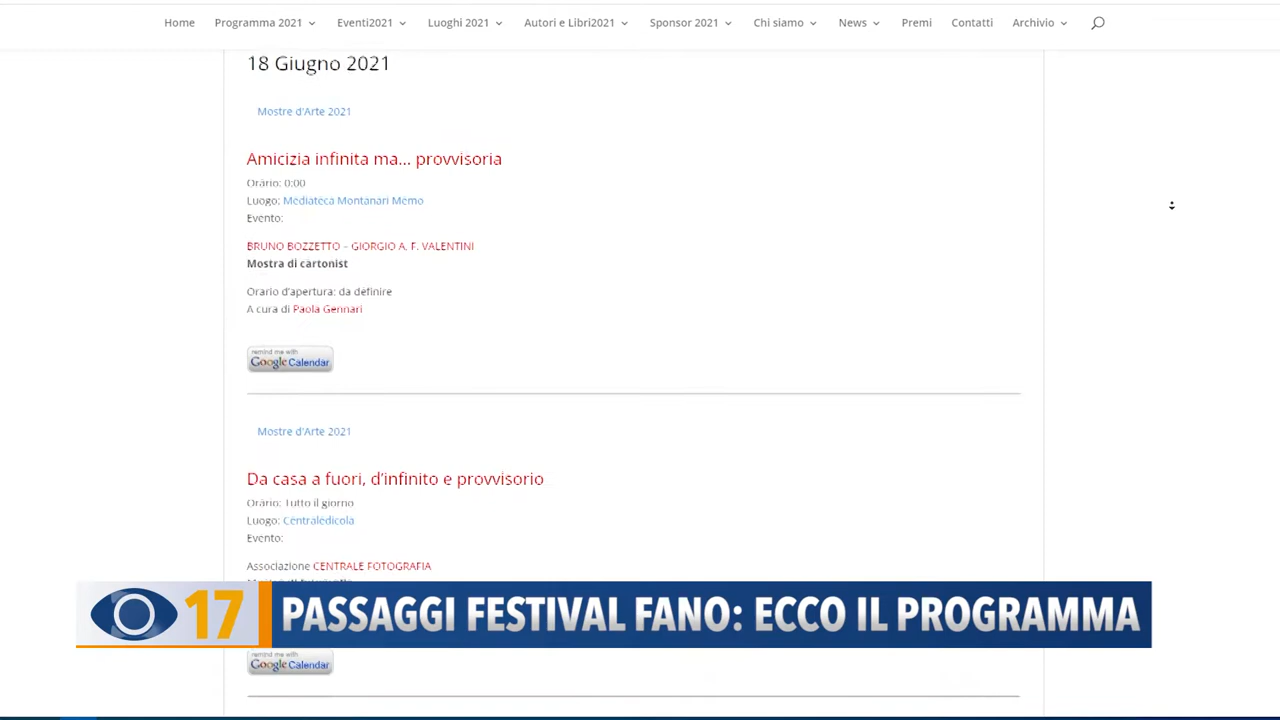 Home Programma 2021 Eventi2021 Luoghi 2021 Autori e Libri2021 Sponsor 2021 Chi siamo News Premi Contatti Archivio
18 Giugno 2021
Mostre d'Arte 2021
Amicizia infinita ma... provvisoria
Orario: 0:00
Luogo: Mediateca Montanari Memo
Evento:
BRUNO BOZZETTO – GIORGIO A. F. VALENTINI
Mostra di cartonist
Orario d'apertura: da definire
A cura di Paola Gennari
remind me with
Google Calendar
Mostre d'Arte 2021
Da casa a fuori, d’infinito e provvisorio
Orario: Tutto il giorno
Luogo: Centraledicola
Evento:
Associazione CENTRALE FOTOGRAFIA
17 PASSAGGI FESTIVAL FANO: ECCO IL PROGRAMMA
remind me with
Google Calendar